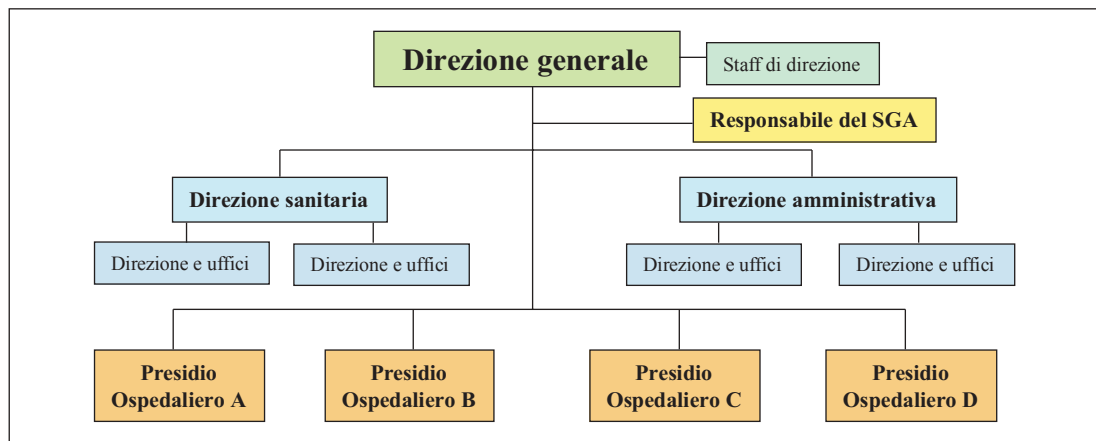 Direzione generale
Staff di direzione
Responsabile del SGA
Direzione sanitaria
Direzione amministrativa
Direzione e uffici
Direzione e uffici
Direzione e uffici
Direzione e uffici
Presidio
Ospedaliero A
Presidio
Ospedaliero B
Presidio
Ospedaliero C
Presidio
Ospedaliero D